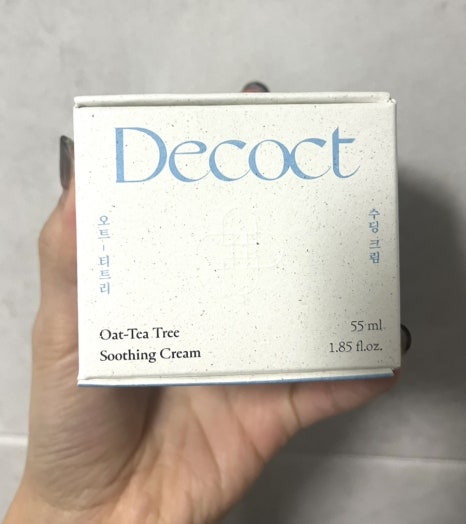 Decoct
오트-티트리
수딩 크림
Oat-Tea Tree
Soothing Cream
55 ml
1.85 fl.oz.